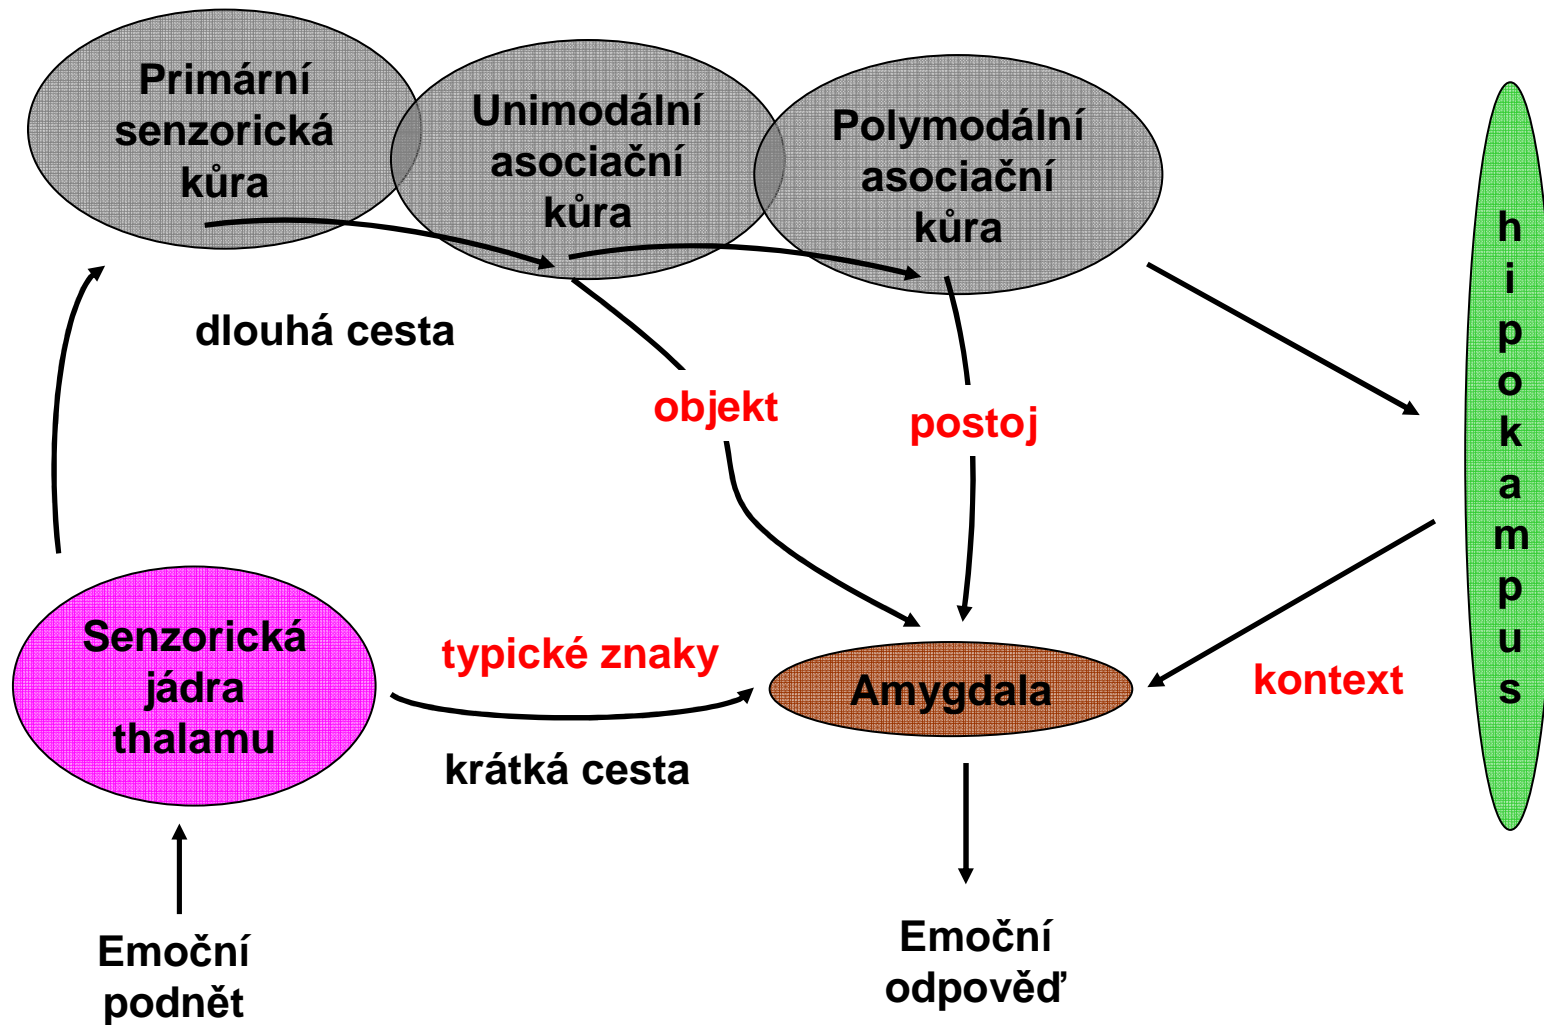 Primární
senzorická
kůra
Unimodální
asociační
kůra
Polymodální
asociační
kůra
dlouhá cesta
objekt
postoj
hipokampus
Senzorická
jádra
thalamu
typické znaky
krátká cesta
Amygdala
kontext
Emoční
podnět
Emoční
odpověď